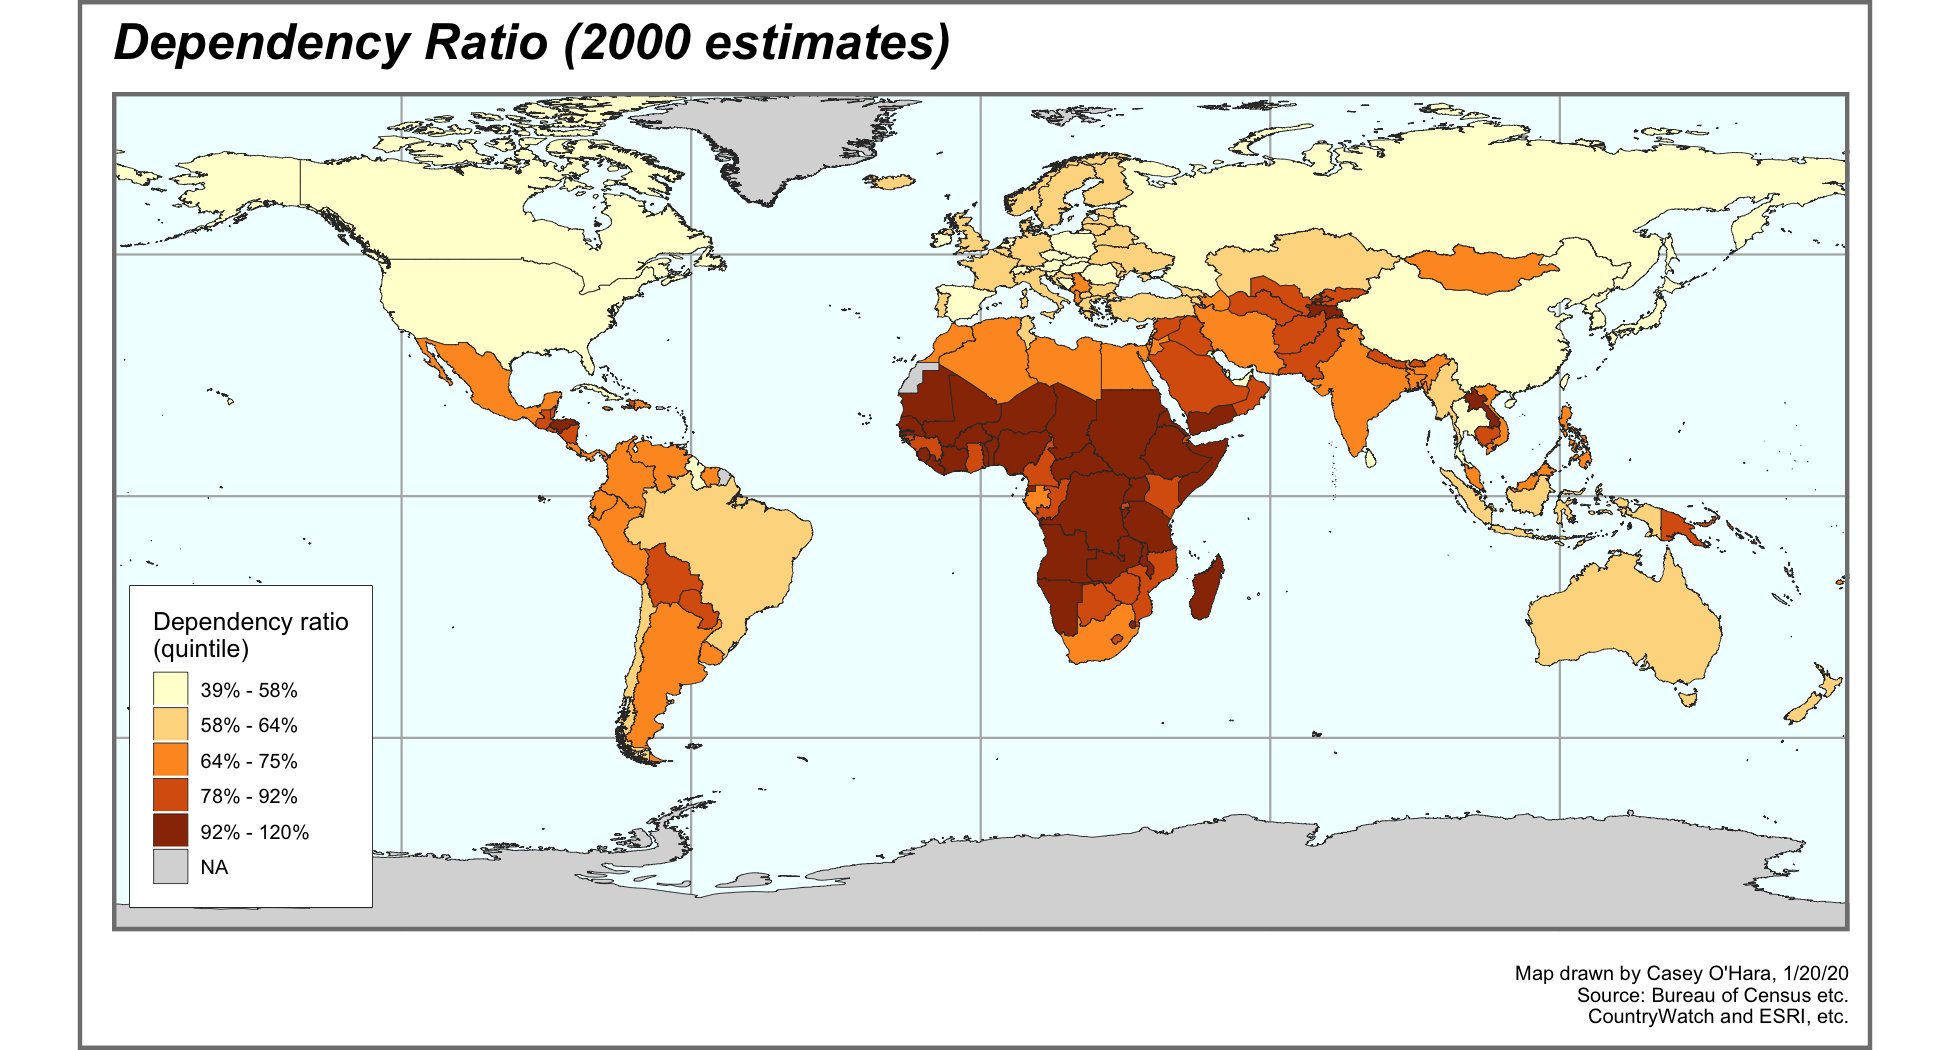 Dependency Ratio (2000 estimates)
Dependency ratio
(quintile)
39% - 58%
58% - 64%
64% - 75%
78% - 92%
92% - 120%
NA
Map drawn by Casey O'Hara, 1/20/20
Source: Bureau of Census etc.
CountryWatch and ESRI, etc.